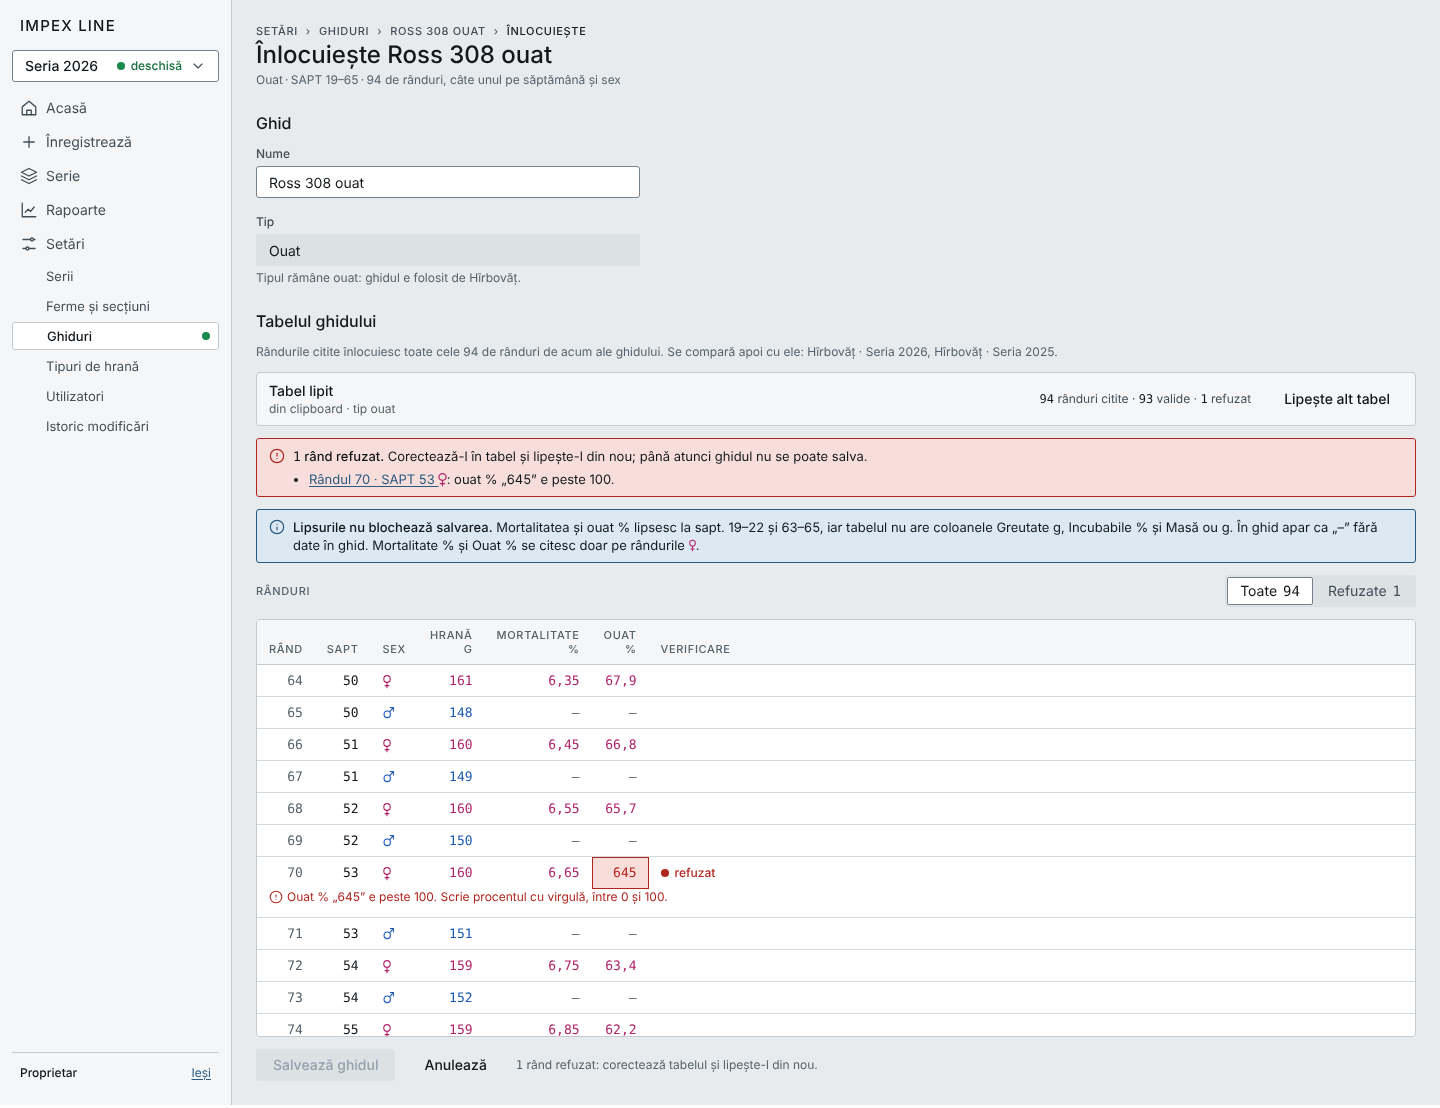 IMPEX LINE
Seria 2026 deschisă
Acasă
Înregistrează
Serie
Rapoarte
Setări
Serii
Ferme și secțiuni
Ghiduri
Tipuri de hrană
Utilizatori
Istoric modificări
Proprietar Ieși
SETĂRI › GHIDURI › ROSS 308 OUAT › ÎNLOCUIEȘTE
Înlocuiește Ross 308 ouat
Ouat · SAPT 19–65 · 94 de rânduri, câte unul pe săptămână și sex
Ghid
Nume
Ross 308 ouat
Tip
Ouat
Tipul rămâne ouat: ghidul e folosit de Hîrbovăț.
Tabelul ghidului
Rândurile citite înlocuiesc toate cele 94 de rânduri de acum ale ghidului. Se compară apoi cu ele: Hîrbovăț · Seria 2026, Hîrbovăț · Seria 2025.
Tabel lipit
din clipboard · tip ouat
94 rânduri citite · 93 valide · 1 refuzat Lipește alt tabel
1 rând refuzat. Corectează-l în tabel și lipește-l din nou; până atunci ghidul nu se poate salva.
• Rândul 70 · SAPT 53 ♀: ouat % „645” e peste 100.
Lipsurile nu blochează salvarea. Mortalitatea și ouat % lipsesc la sapt. 19–22 și 63–65, iar tabelul nu are coloanele Greutate g, Incubabile % și Masă ou g. În ghid apar ca „–” fără
date în ghid. Mortalitate % și Ouat % se citesc doar pe rândurile ♀.
RÂNDURI Toate 94 Refuzate 1
RÂND SAPT SEX HRANĂ G MORTALITATE % OUAT % VERIFICARE
64 50 ♀ 161 6,35 67,9
65 50 ♂ 148 – –
66 51 ♀ 160 6,45 66,8
67 51 ♂ 149 – –
68 52 ♀ 160 6,55 65,7
69 52 ♂ 150 – –
70 53 ♀ 160 6,65 645 refuzat
Ouat % „645” e peste 100. Scrie procentul cu virgulă, între 0 și 100.
71 53 ♂ 151 – –
72 54 ♀ 159 6,75 63,4
73 54 ♂ 152 – –
74 55 ♀ 159 6,85 62,2
Salvează ghidul Anulează 1 rând refuzat: corectează tabelul și lipește-l din nou.